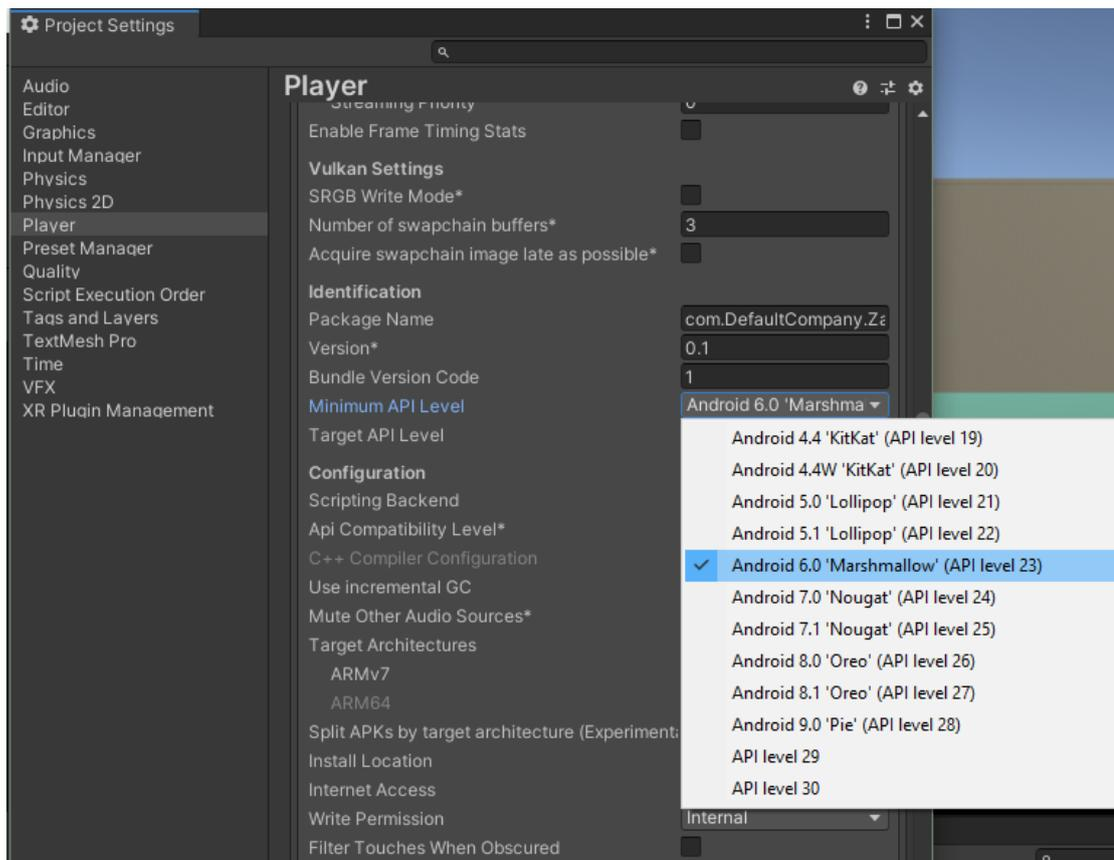 Project Settings
Audio
Editor
Graphics
Input Manager
Physics
Physics 2D
Player
Preset Manager
Quality
Script Execution Order
Tags and Layers
TextMesh Pro
Time
VFX
XR Plugin Management
Player
Streaming Priority 0
Enable Frame Timing Stats
Vulkan Settings
SRGB Write Mode*
Number of swapchain buffers* 3
Acquire swapchain image late as possible*
Identification
Package Name com.DefaultCompany.Za
Version* 0.1
Bundle Version Code 1
Minimum API Level Android 6.0 'Marshma
Target API Level
Configuration
Scripting Backend
Api Compatibility Level*
C++ Compiler Configuration
Use incremental GC
Mute Other Audio Sources*
Target Architectures
ARMv7
ARM64
Split APKs by target architecture (Experimenta
Install Location
Internet Access
Write Permission Internal
Filter Touches When Obscured
Android 4.4 'KitKat' (API level 19)
Android 4.4W 'KitKat' (API level 20)
Android 5.0 'Lollipop' (API level 21)
Android 5.1 'Lollipop' (API level 22)
Android 6.0 'Marshmallow' (API level 23)
Android 7.0 'Nougat' (API level 24)
Android 7.1 'Nougat' (API level 25)
Android 8.0 'Oreo' (API level 26)
Android 8.1 'Oreo' (API level 27)
Android 9.0 'Pie' (API level 28)
API level 29
API level 30